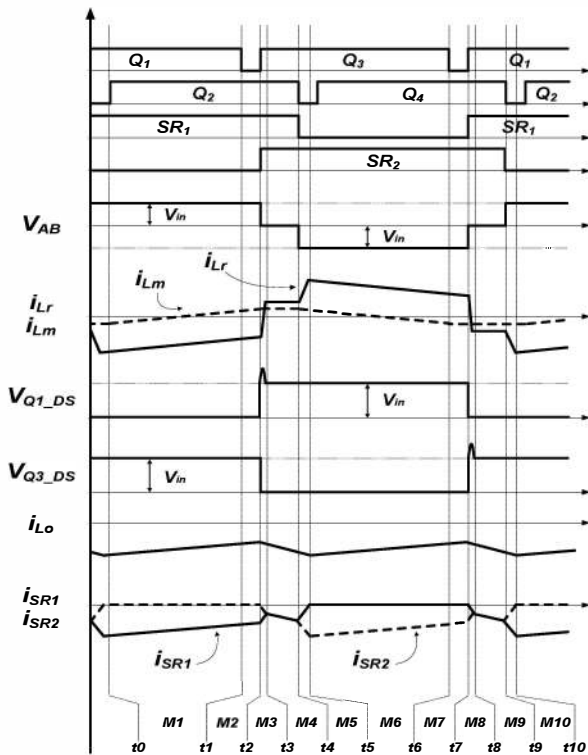 Q1 Q3 Q1
Q2 Q4 Q2
SR1 SR1
SR2
VAB Vin Vin
iLr
iLm
iLr
iLm
VQ1_DS Vin
VQ3_DS Vin
iLo
iSR1
iSR2
iSR1 iSR2
M1 M2 M3 M4 M5 M6 M7 M8 M9 M10
t0 t1 t2 t3 t4 t5 t6 t7 t8 t9 t10